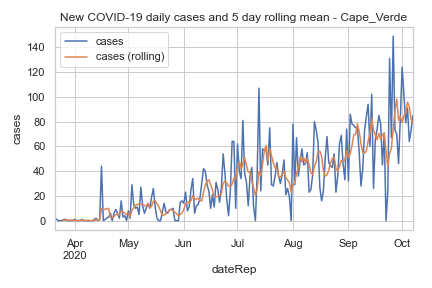 New COVID-19 daily cases and 5 day rolling mean - Cape_Verde
cases
cases (rolling)
140
120
100
80
60
40
20
0
cases
Apr
2020
May
Jun
Jul
Aug
Sep
Oct
dateRep